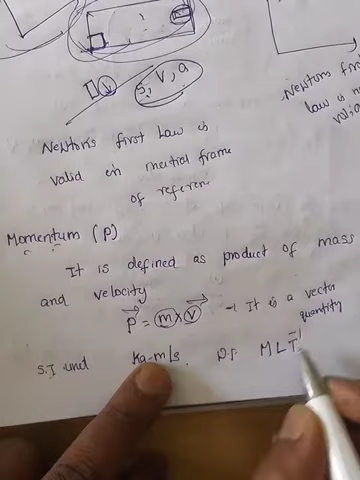 s, v, a
Newton's first Law is
valid in inertial frame
of referen
Newtons fir
law is n
vali
Momentum (p)
It is defined as product of mass
and velocity
p = m × v → It is a vector
quantity
S.I unit Kg-m/s D.F MLT⁻¹